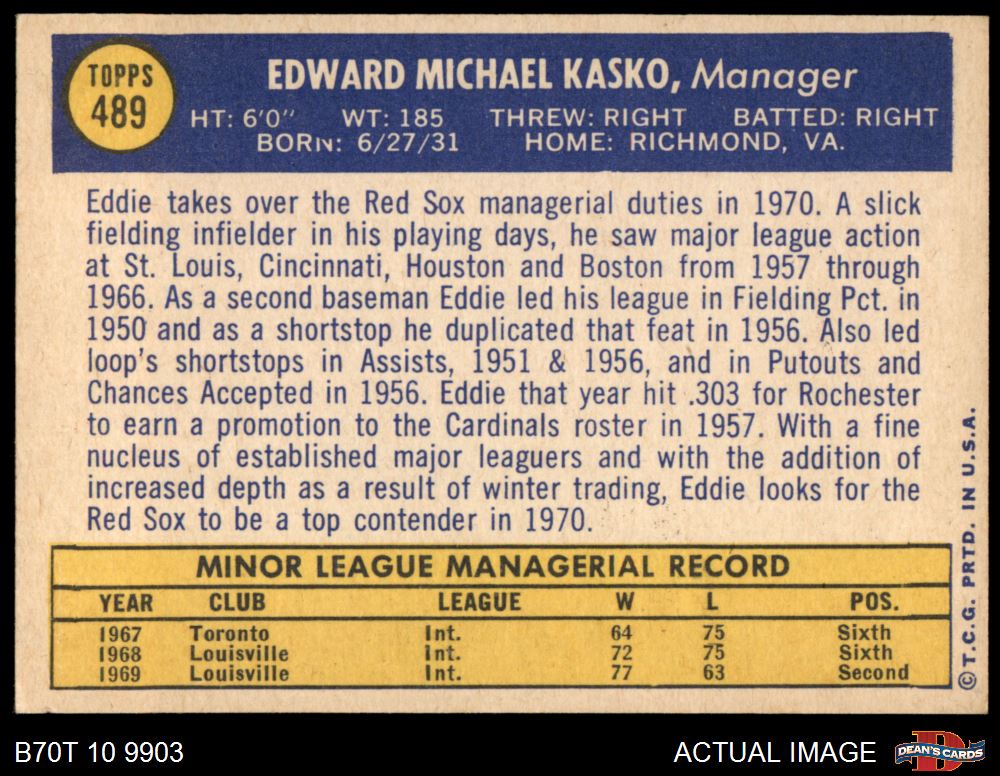 TOPPS
489
EDWARD MICHAEL KASKO, Manager
HT: 6'0" WT: 185 THREW: RIGHT BATTED: RIGHT
BORN: 6/27/31 HOME: RICHMOND, VA.
Eddie takes over the Red Sox managerial duties in 1970. A slick
fielding infielder in his playing days, he saw major league action
at St. Louis, Cincinnati, Houston and Boston from 1957 through
1966. As a second baseman Eddie led his league in Fielding Pct. in
1950 and as a shortstop he duplicated that feat in 1956. Also led
loop's shortstops in Assists, 1951 & 1956, and in Putouts and
Chances Accepted in 1956. Eddie that year hit .303 for Rochester
to earn a promotion to the Cardinals roster in 1957. With a fine
nucleus of established major leaguers and with the addition of
increased depth as a result of winter trading, Eddie looks for the
Red Sox to be a top contender in 1970.
MINOR LEAGUE MANAGERIAL RECORD
YEAR CLUB LEAGUE W L POS.
1967 Toronto Int. 64 75 Sixth
1968 Louisville Int. 72 75 Sixth
1969 Louisville Int. 77 63 Second
© T.C.G. PRTD. IN U.S.A.
B70T 10 9903 ACTUAL IMAGE DEAN'S CARDS